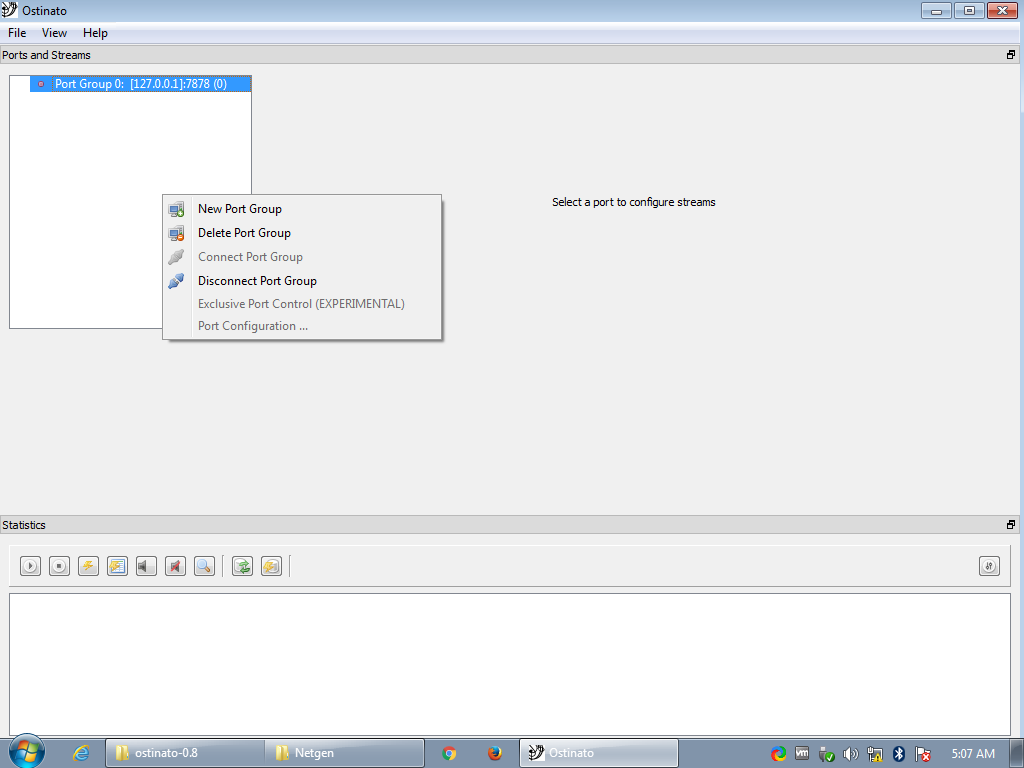 Ostinato
File View Help
Ports and Streams
Port Group 0: [127.0.0.1]:7878 (0)
New Port Group
Delete Port Group
Connect Port Group
Disconnect Port Group
Exclusive Port Control (EXPERIMENTAL)
Port Configuration ...
Select a port to configure streams
Statistics
ostinato-0.8 Netgen Ostinato vm 5:07 AM